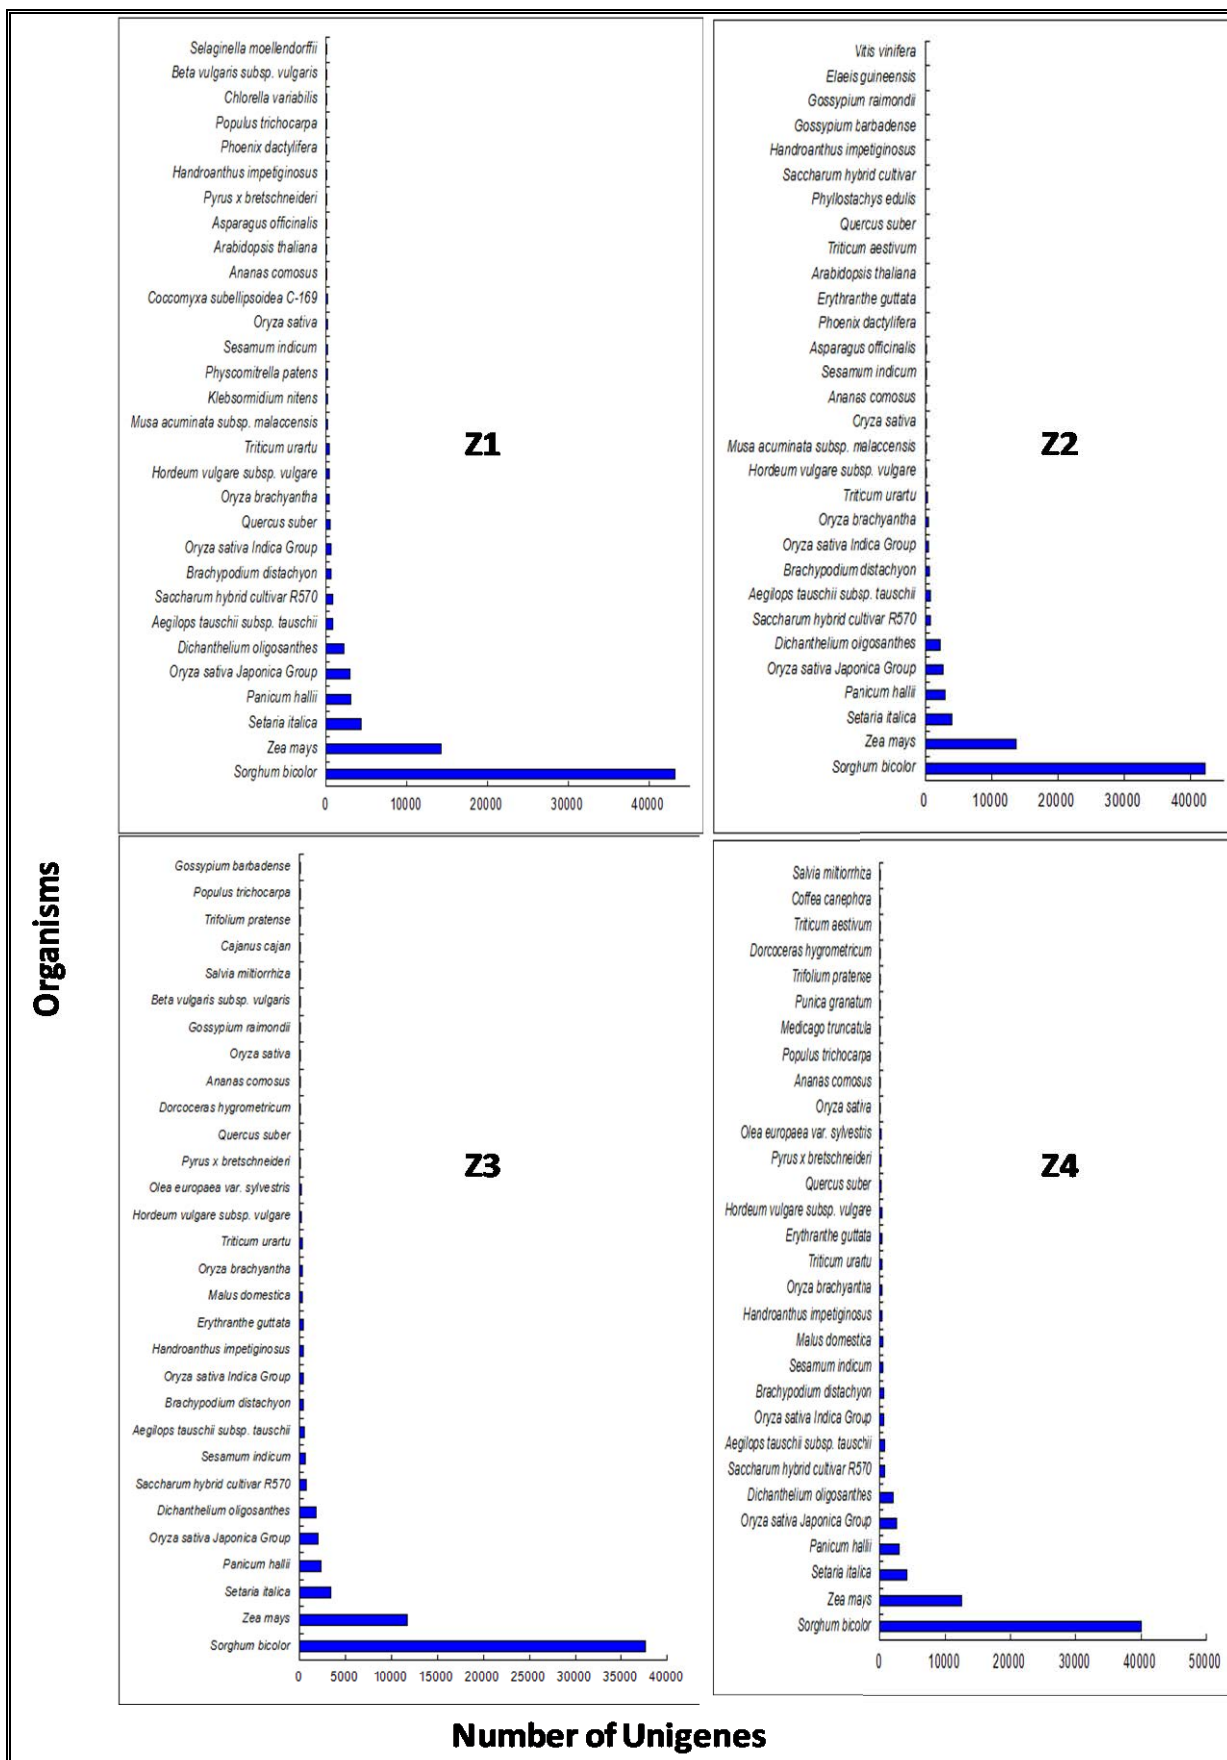 Selaginella moellendorffii
Beta vulgaris subsp. vulgaris
Chlorella variabilis
Populus trichocarpa
Phoenix dactylifera
Handroanthus impetiginosus
Pyrus x bretschneideri
Asparagus officinalis
Arabidopsis thaliana
Ananas comosus
Coccomyxa subellipsoidea C-169
Oryza sativa
Sesamum indicum
Physcomitrella patens
Klebsormidium nitens
Musa acuminata subsp. malaccensis
Triticum urartu
Hordeum vulgare subsp. vulgare
Oryza brachyantha
Quercus suber
Oryza sativa Indica Group
Brachypodium distachyon
Saccharum hybrid cultivar R570
Aegilops tauschii subsp. tauschii
Dichanthelium oligosanthes
Oryza sativa Japonica Group
Panicum hallii
Setaria italica
Zea mays
Sorghum bicolor
Z1
0 10000 20000 30000 40000
Vitis vinifera
Elaeis guineensis
Gossypium raimondii
Gossypium barbadense
Handroanthus impetiginosus
Saccharum hybrid cultivar
Phyllostachys edulis
Quercus suber
Triticum aestivum
Arabidopsis thaliana
Erythranthe guttata
Phoenix dactylifera
Asparagus officinalis
Sesamum indicum
Ananas comosus
Oryza sativa
Musa acuminata subsp. malaccensis
Hordeum vulgare subsp. vulgare
Triticum urartu
Oryza brachyantha
Oryza sativa Indica Group
Brachypodium distachyon
Aegilops tauschii subsp. tauschii
Saccharum hybrid cultivar R570
Dichanthelium oligosanthes
Oryza sativa Japonica Group
Panicum hallii
Setaria italica
Zea mays
Sorghum bicolor
Z2
0 10000 20000 30000 40000
Organisms
Gossypium barbadense
Populus trichocarpa
Trifolium pratense
Cajanus cajan
Salvia miltiorrhiza
Beta vulgaris subsp. vulgaris
Gossypium raimondii
Oryza sativa
Ananas comosus
Dorcoceras hygrometricum
Quercus suber
Pyrus x bretschneideri
Olea europaea var. sylvestris
Hordeum vulgare subsp. vulgare
Triticum urartu
Oryza brachyantha
Malus domestica
Erythranthe guttata
Handroanthus impetiginosus
Oryza sativa Indica Group
Brachypodium distachyon
Aegilops tauschii subsp. tauschii
Sesamum indicum
Saccharum hybrid cultivar R570
Dichanthelium oligosanthes
Oryza sativa Japonica Group
Panicum hallii
Setaria italica
Zea mays
Sorghum bicolor
Z3
0 5000 10000 15000 20000 25000 30000 35000 40000
Salvia miltiorrhiza
Coffea canephora
Triticum aestivum
Dorcoceras hygrometricum
Trifolium pratense
Punica granatum
Medicago truncatula
Populus trichocarpa
Ananas comosus
Oryza sativa
Olea europaea var. sylvestris
Pyrus x bretschneideri
Quercus suber
Hordeum vulgare subsp. vulgare
Erythranthe guttata
Triticum urartu
Oryza brachyantha
Handroanthus impetiginosus
Malus domestica
Sesamum indicum
Brachypodium distachyon
Oryza sativa Indica Group
Aegilops tauschii subsp. tauschii
Saccharum hybrid cultivar R570
Dichanthelium oligosanthes
Oryza sativa Japonica Group
Panicum hallii
Setaria italica
Zea mays
Sorghum bicolor
Z4
0 10000 20000 30000 40000 50000
Number of Unigenes